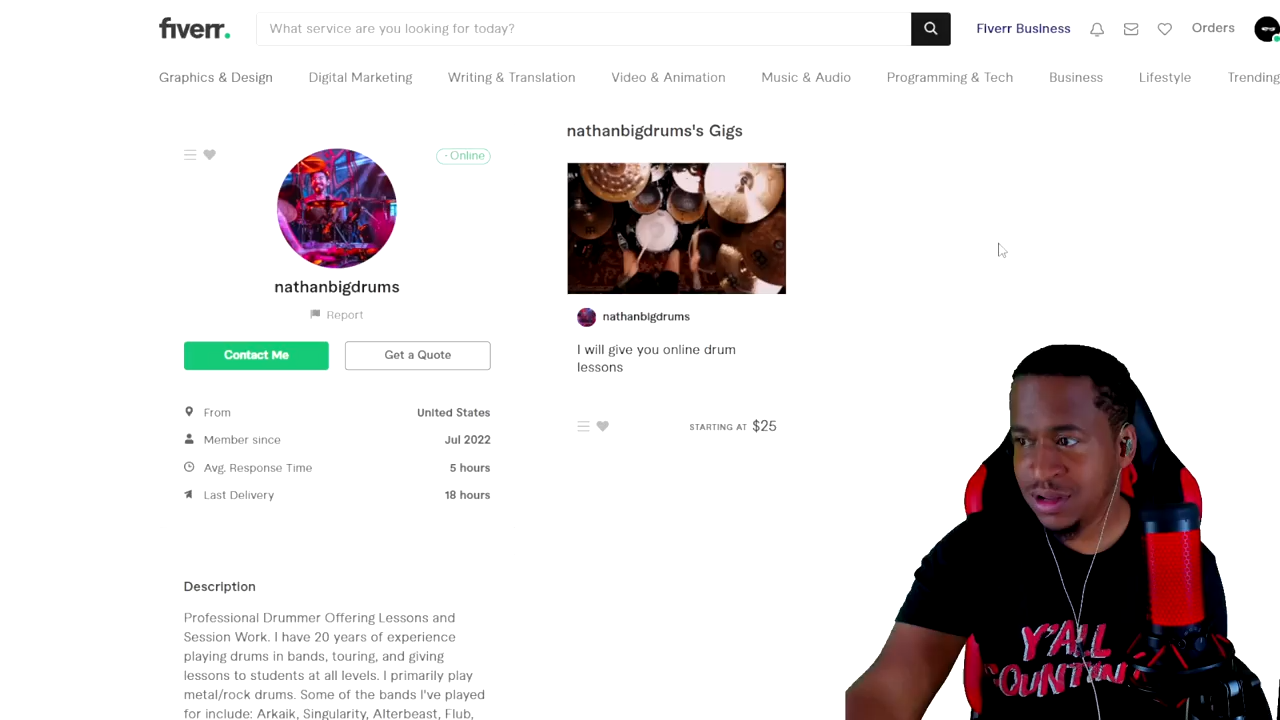 fiverr.
What service are you looking for today?
Fiverr Business
Orders
Graphics & Design
Digital Marketing
Writing & Translation
Video & Animation
Music & Audio
Programming & Tech
Business
Lifestyle
Trending
nathanbigdrums's Gigs
· Online
nathanbigdrums
Report
Contact Me
Get a Quote
From United States
Member since Jul 2022
Avg. Response Time 5 hours
Last Delivery 18 hours
nathanbigdrums
I will give you online drum
lessons
STARTING AT $25
Description
Professional Drummer Offering Lessons and
Session Work. I have 20 years of experience
playing drums in bands, touring, and giving
lessons to students at all levels. I primarily play
metal/rock drums. Some of the bands I've played
for include: Arkaik, Singularity, Alterbeast, Flub,
Y'ALL